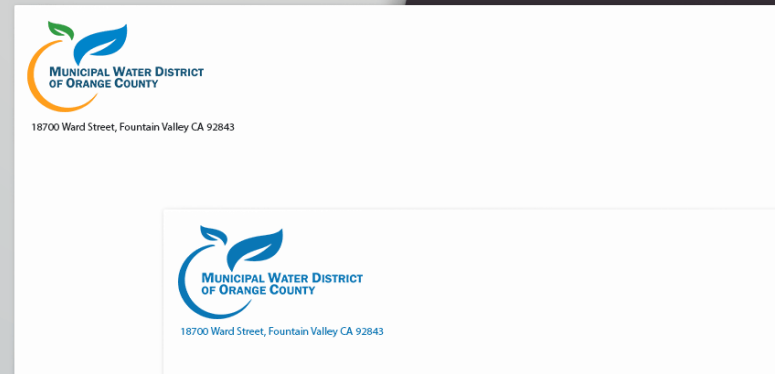 Municipal Water District
of Orange County
18700 Ward Street, Fountain Valley CA 92843
Municipal Water District
of Orange County
18700 Ward Street, Fountain Valley CA 92843